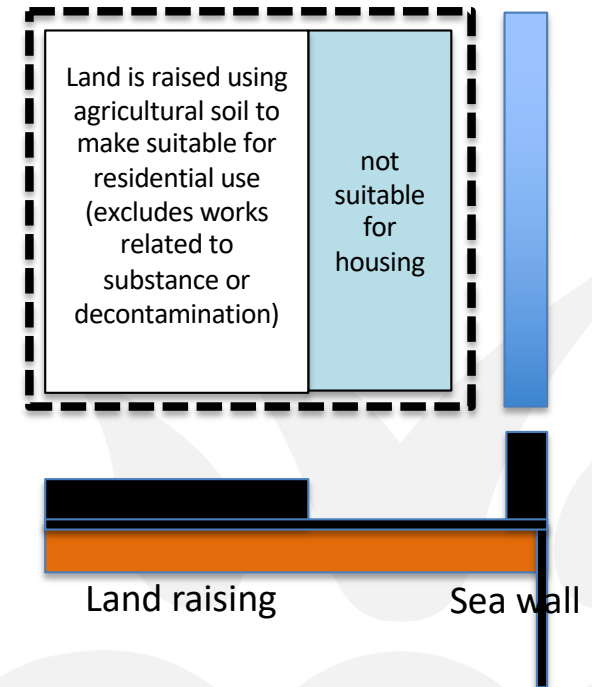 Land is raised using
agricultural soil to
make suitable for
residential use
(excludes works
related to
substance or
decontamination)
not
suitable
for
housing
Land raising
Sea wall